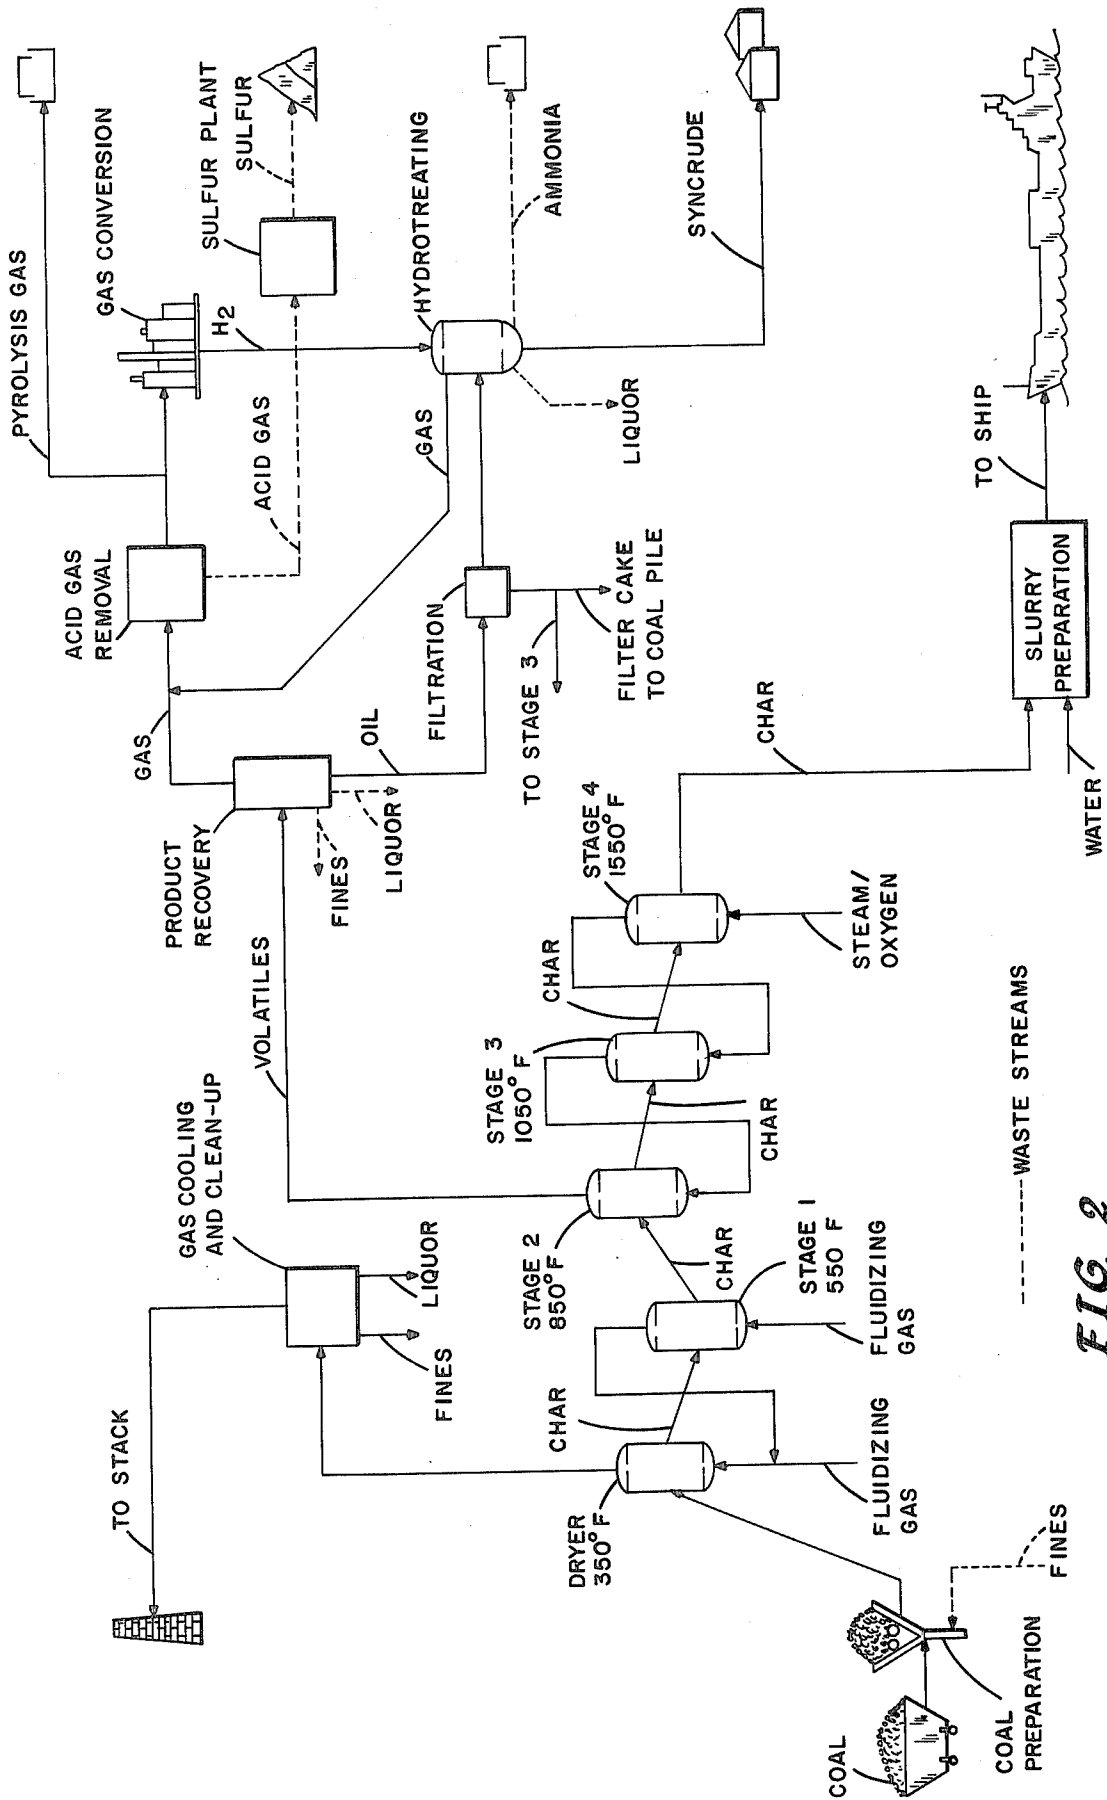 PYROLYSIS GAS
GAS CONVERSION
SULFUR PLANT
SULFUR
H2
ACID GAS
REMOVAL
ACID GAS
HYDROTREATING
AMMONIA
GAS
GAS
LIQUOR
SYNCRUDE
PRODUCT
RECOVERY
FINES
LIQUOR
OIL
FILTRATION
TO STAGE 3
FILTER CAKE
TO COAL PILE
VOLATILES
TO STACK
GAS COOLING
AND CLEAN-UP
LIQUOR
FINES
COAL
COAL
PREPARATION
FINES
DRYER
350° F
FLUIDIZING
GAS
CHAR
STAGE 1
550 F
FLUIDIZING
GAS
CHAR
STAGE 2
850° F
CHAR
STAGE 3
1050° F
CHAR
STAGE 4
1550° F
STEAM/
OXYGEN
CHAR
WATER
SLURRY
PREPARATION
TO SHIP
WASTE STREAMS
FIG. 2